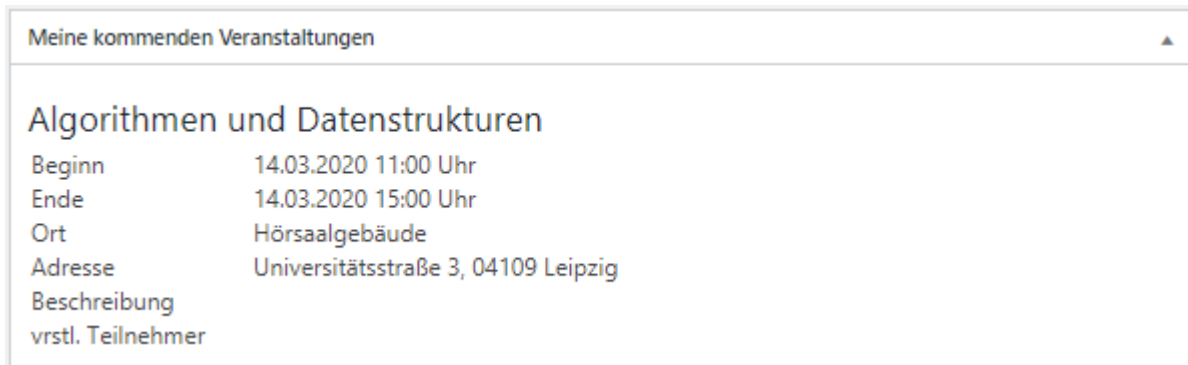 Meine kommenden Veranstaltungen
Algorithmen und Datenstrukturen
Beginn 14.03.2020 11:00 Uhr
Ende 14.03.2020 15:00 Uhr
Ort Hörsaalgebäude
Adresse Universitätsstraße 3, 04109 Leipzig
Beschreibung
vrstl. Teilnehmer